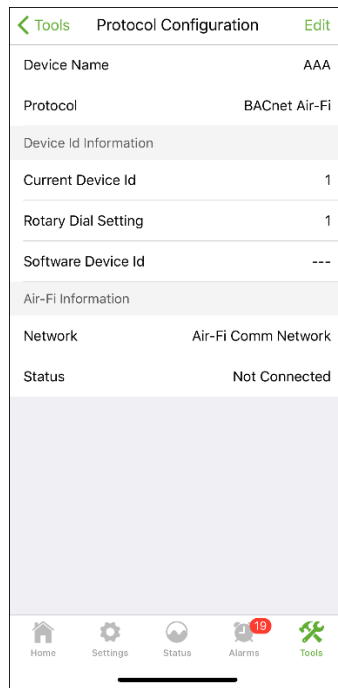 Tools Protocol Configuration Edit
Device Name AAA
Protocol BACnet Air-Fi
Device Id Information
Current Device Id 1
Rotary Dial Setting 1
Software Device Id ---
Air-Fi Information
Network Air-Fi Comm Network
Status Not Connected
19
Home Settings Status Alarms Tools